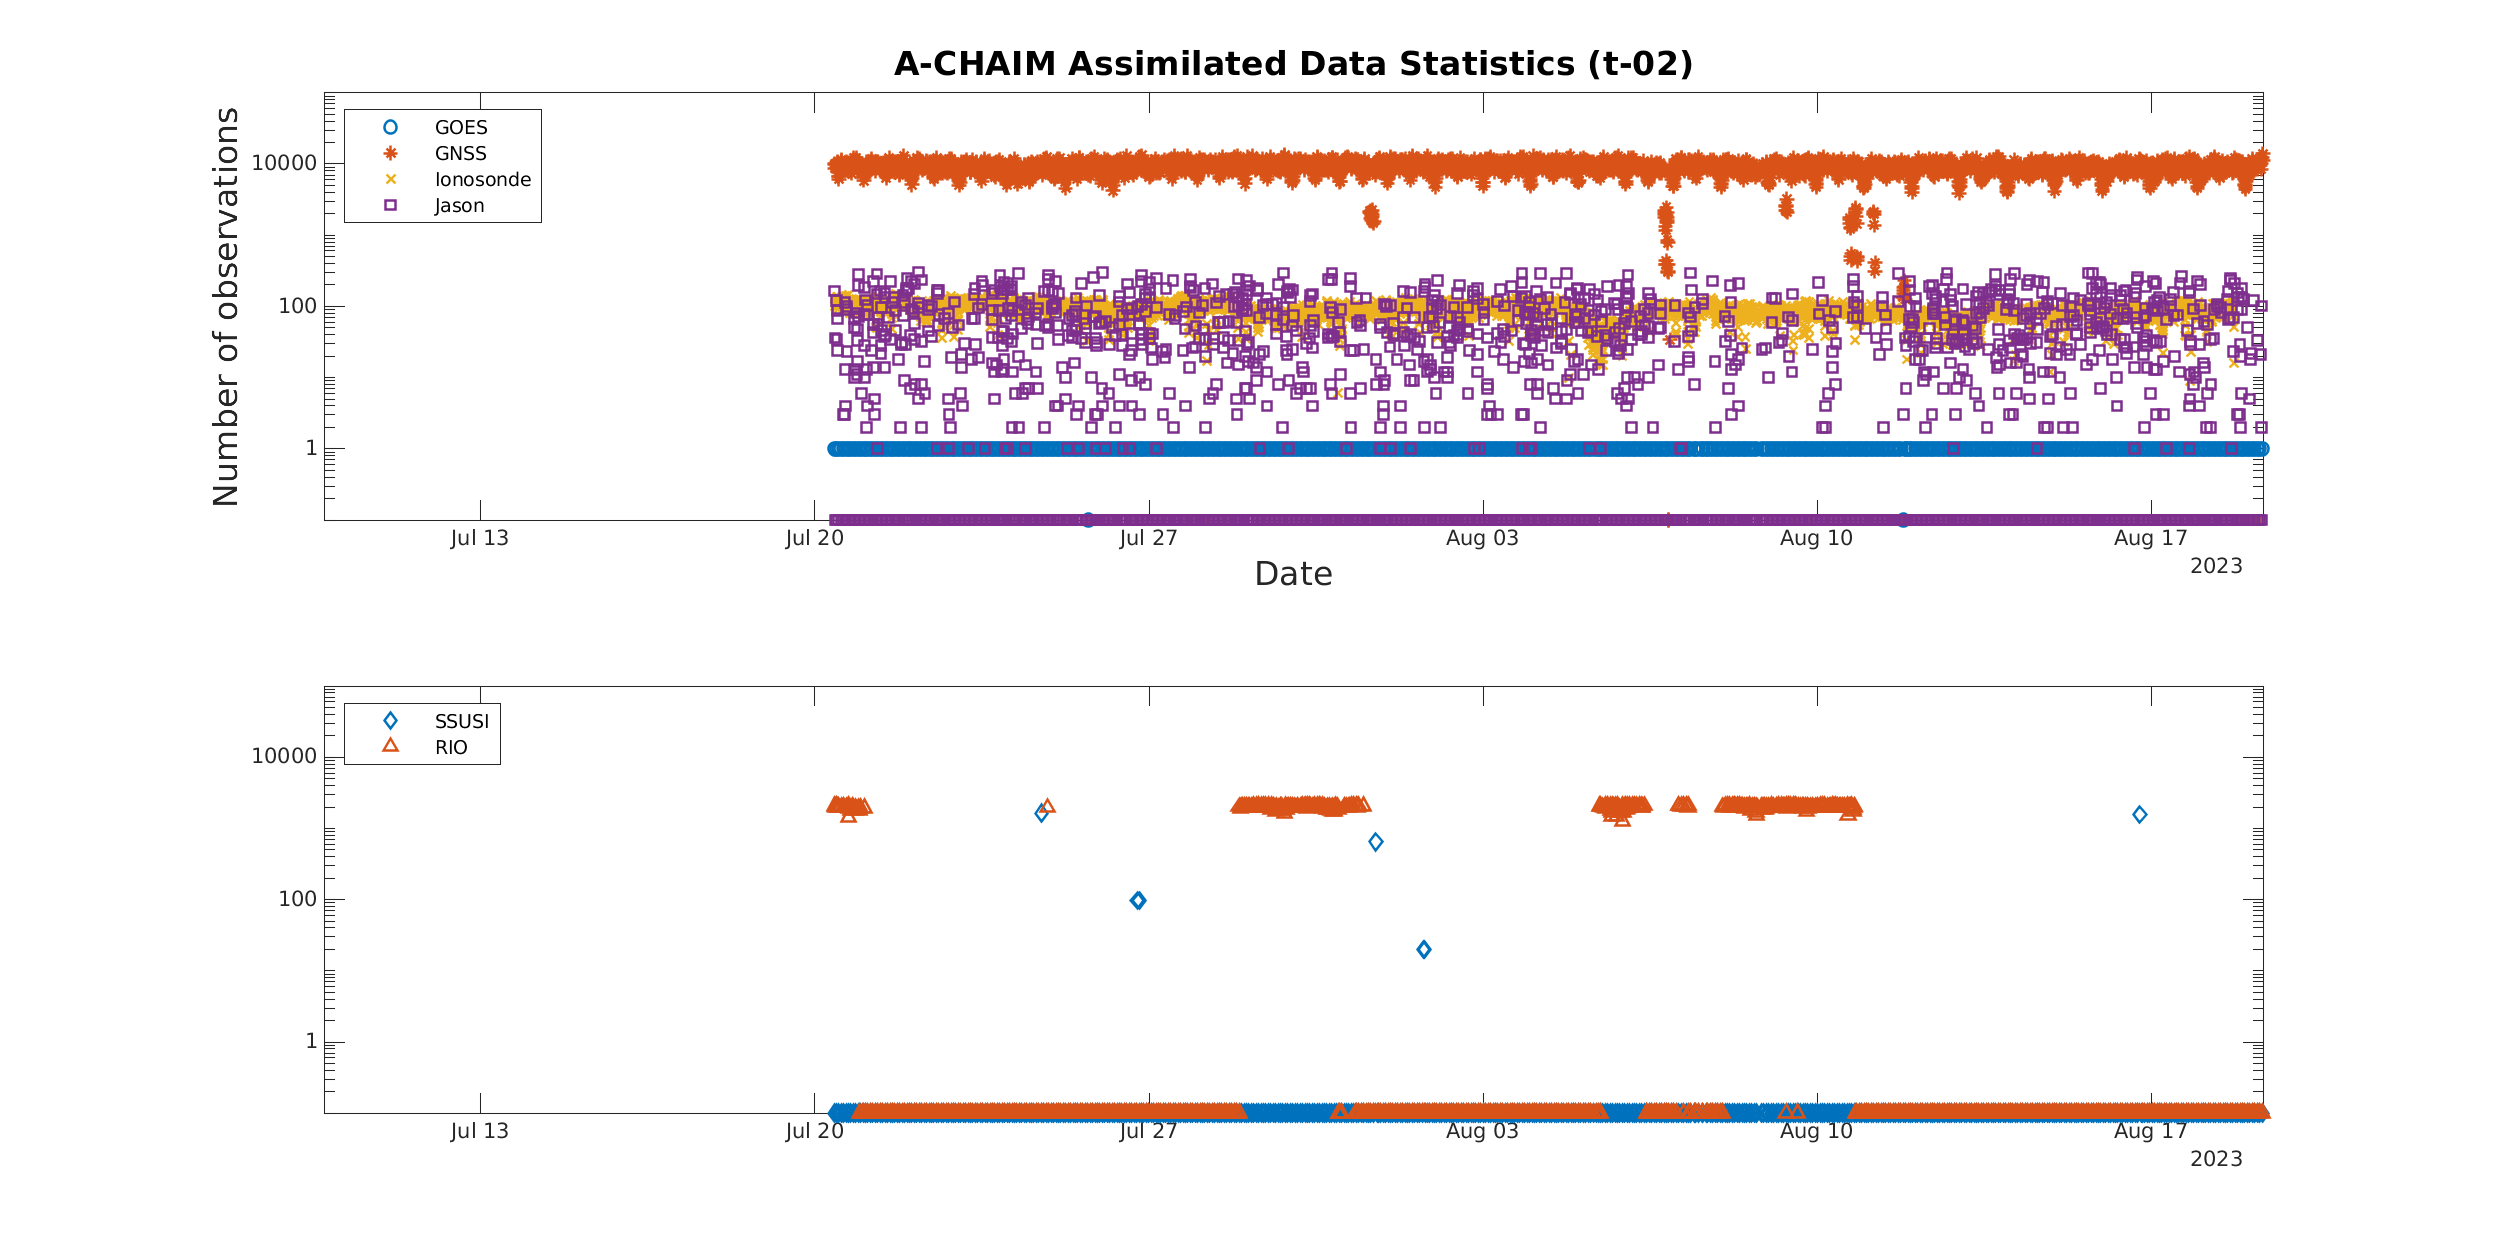 A-CHAIM Assimilated Data Statistics (t-02)
Number of observations
10000
100
1
GOES
GNSS
Ionosonde
Jason
Jul 13
Jul 20
Jul 27
Aug 03
Aug 10
Aug 17
2023
Date
10000
100
1
SSUSI
RIO
Jul 13
Jul 20
Jul 27
Aug 03
Aug 10
Aug 17
2023